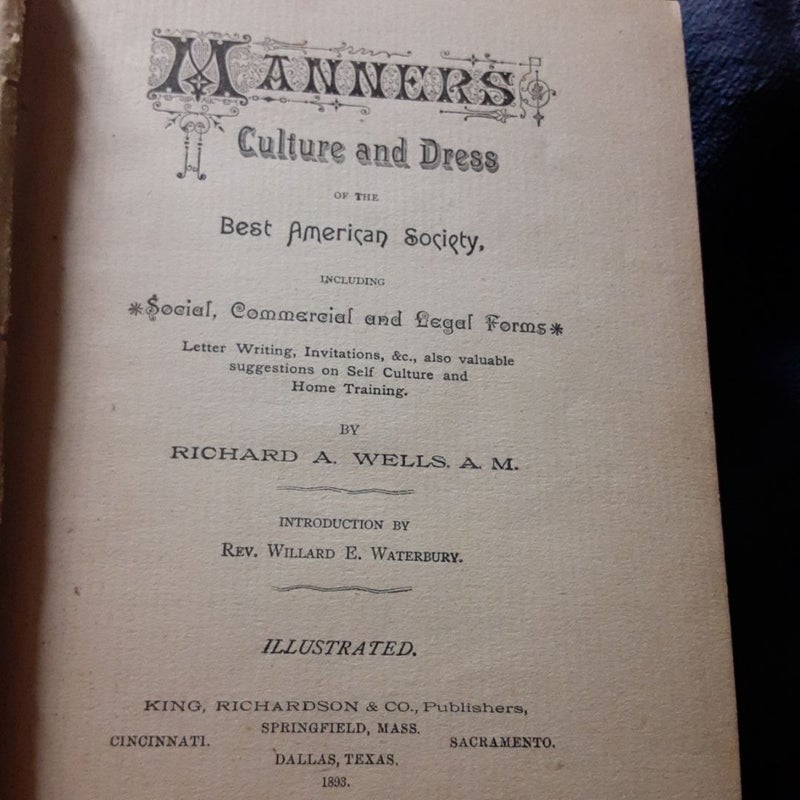 MANNERS
Culture and Dress
OF THE
Best American Society,
INCLUDING
*Social, Commercial and Legal Forms*
Letter Writing, Invitations, &c., also valuable
suggestions on Self Culture and
Home Training.
BY
RICHARD A. WELLS. A. M.
INTRODUCTION BY
REV. WILLARD E. WATERBURY.
ILLUSTRATED.
KING, RICHARDSON & CO., Publishers,
SPRINGFIELD, MASS.
CINCINNATI. SACRAMENTO.
DALLAS, TEXAS.
1893.